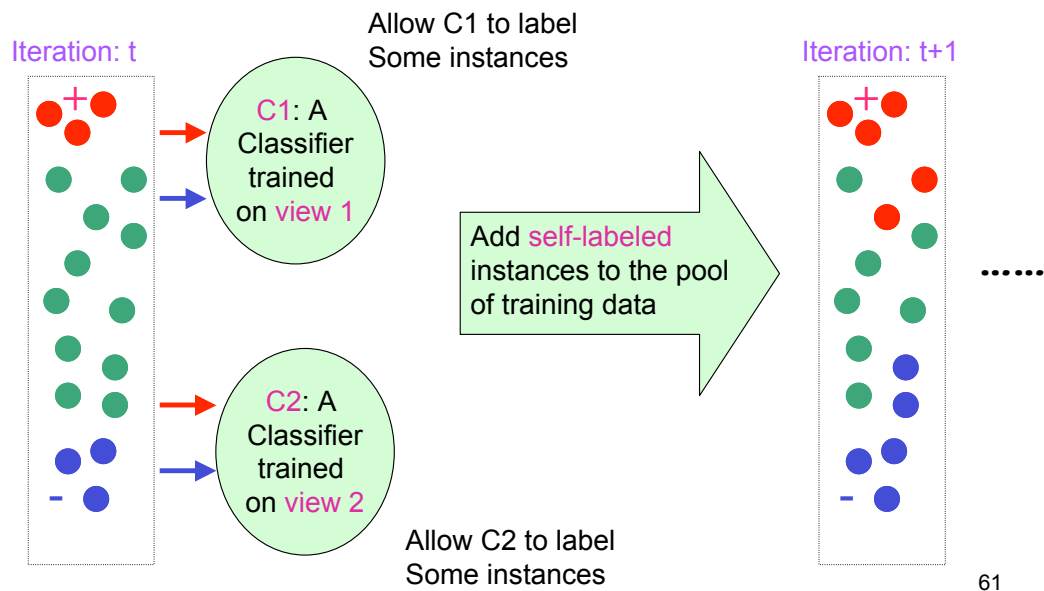 Allow C1 to label
Some instances
Iteration: t
Iteration: t+1
+
C1: A
Classifier
trained
on view 1
Add self-labeled
instances to the pool
of training data
+
......
C2: A
Classifier
trained
on view 2
-
-
Allow C2 to label
Some instances
61